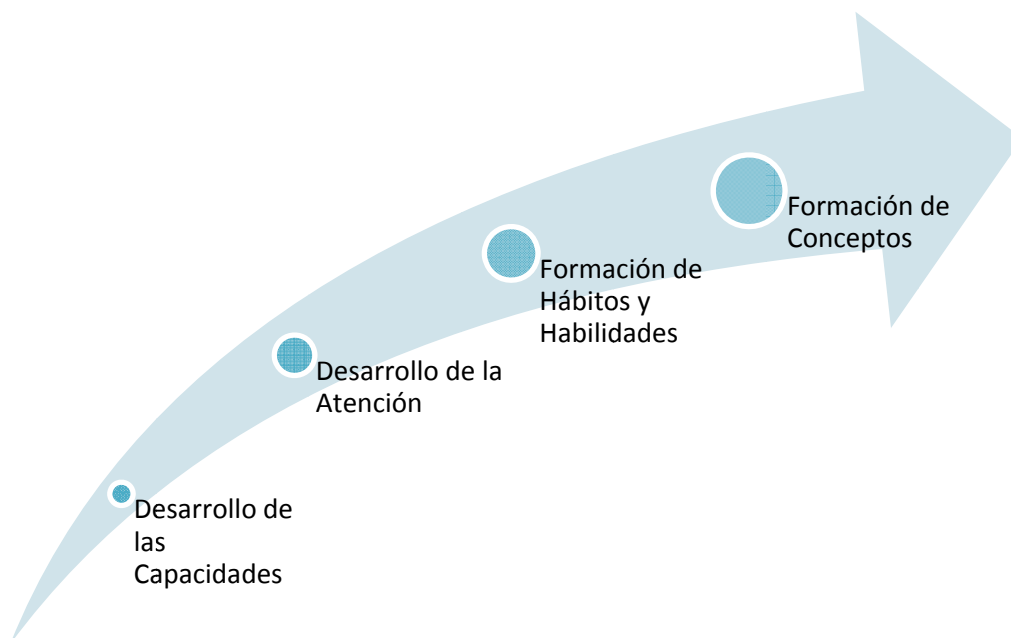 Formación de
Conceptos
Formación de
Hábitos y
Habilidades
Desarrollo de la
Atención
Desarrollo de
las
Capacidades